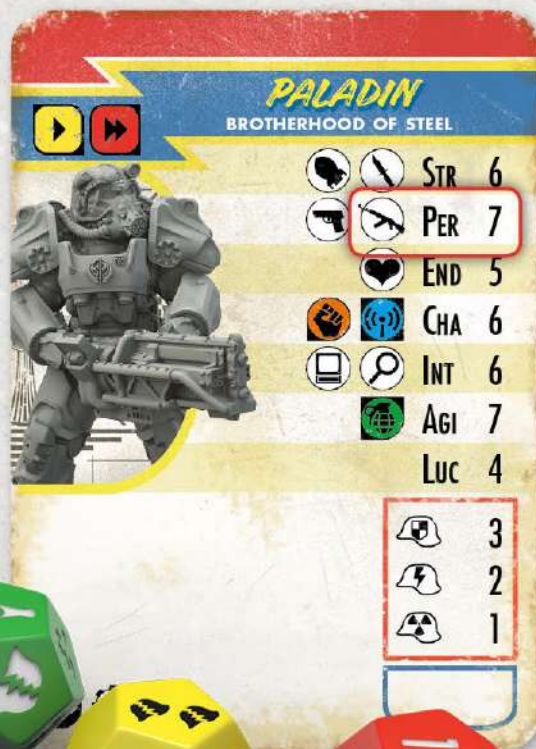 PALADIN
BROTHERHOOD OF STEEL
STR 6
PER 7
END 5
CHA 6
INT 6
AGI 7
LUC 4
3
2
1